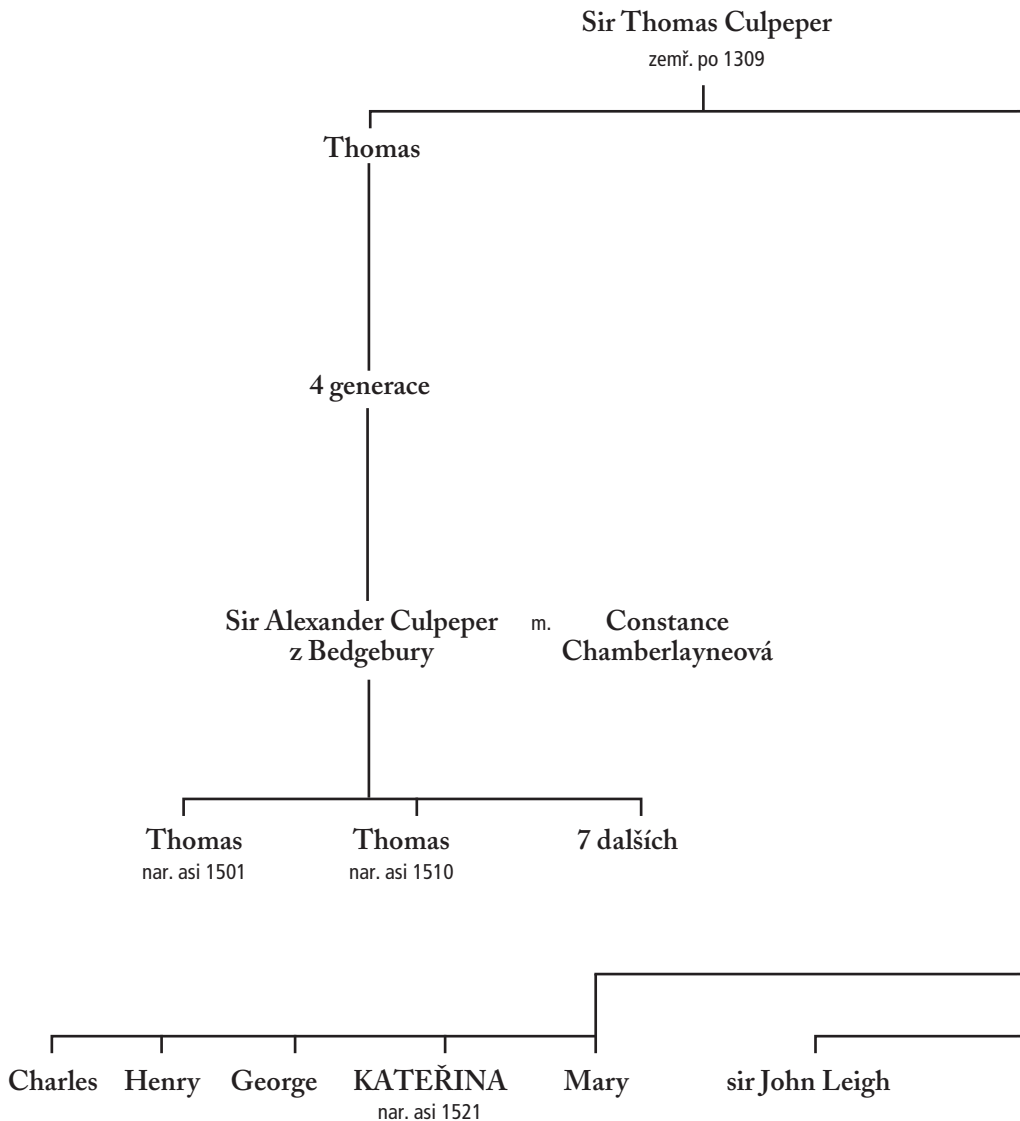 Sir Thomas Culpeper
zemř. po 1309
Thomas
4 generace
Sir Alexander Culpeper m. Constance
z Bedgebury Chamberlayneová
Thomas Thomas 7 dalších
nar. asi 1501 nar. asi 1510
Charles Henry George KATEŘINA Mary sir John Leigh
nar. asi 1521